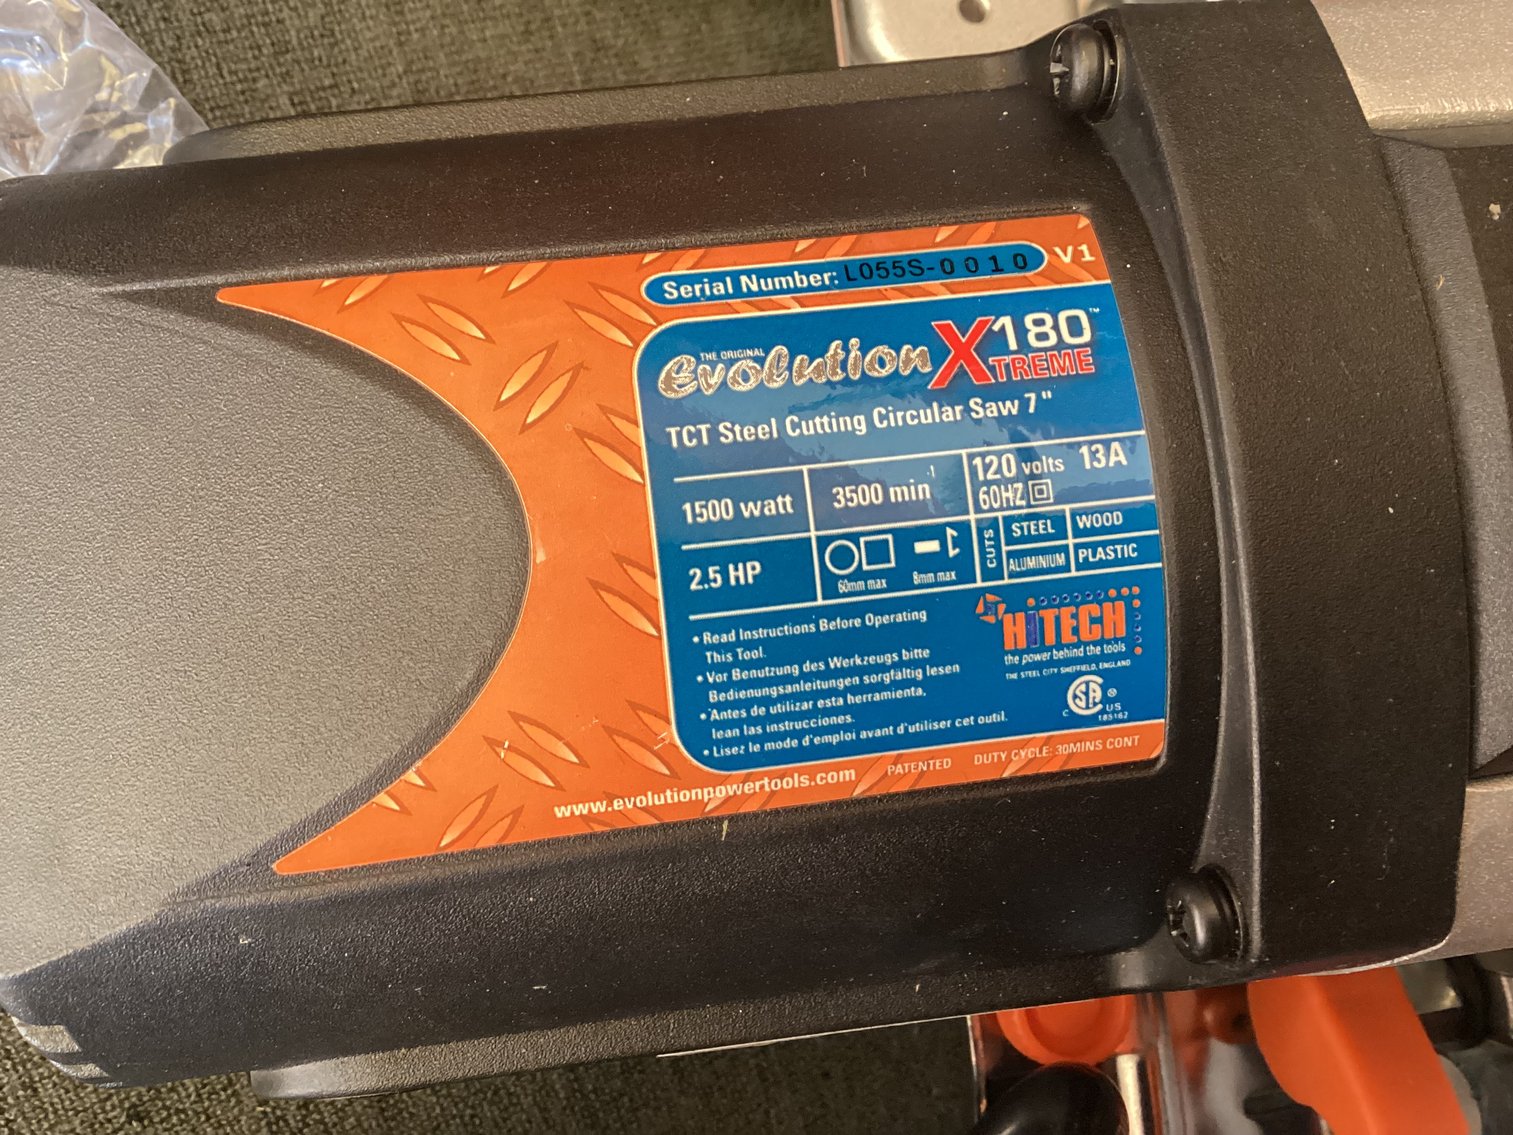 Serial Number: L055S-0010 V1
THE ORIGINAL
Evolution X180™
XTREME
TCT Steel Cutting Circular Saw 7"
1500 watt
3500 min⁻¹
120 volts 13A
60HZ
2.5 HP
60mm max
8mm max
CUTS
STEEL
WOOD
ALUMINIUM
PLASTIC
• Read Instructions Before Operating
This Tool.
• Vor Benutzung des Werkzeugs bitte
Bedienungsanleitungen sorgfältig lesen
• Antes de utilizar esta herramienta,
lean las instrucciones.
• Lisez le mode d'emploi avant d'utiliser cet outil.
HiTECH
the power behind the tools
THE STEEL CITY SHEFFIELD, ENGLAND
C SA ® C US
185162
www.evolutionpowertools.com PATENTED DUTY CYCLE: 30MINS CONT